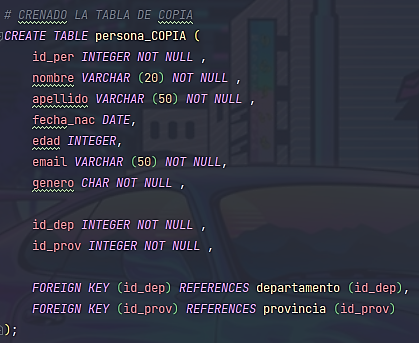 # CRENADO LA TABLA DE COPIA
CREATE TABLE persona_COPIA (
id_per INTEGER NOT NULL ,
nombre VARCHAR (20) NOT NULL ,
apellido VARCHAR (50) NOT NULL ,
fecha_nac DATE,
edad INTEGER,
email VARCHAR (50) NOT NULL,
genero CHAR NOT NULL ,
id_dep INTEGER NOT NULL ,
id_prov INTEGER NOT NULL ,
FOREIGN KEY (id_dep) REFERENCES departamento (id_dep),
FOREIGN KEY (id_prov) REFERENCES provincia (id_prov)
);